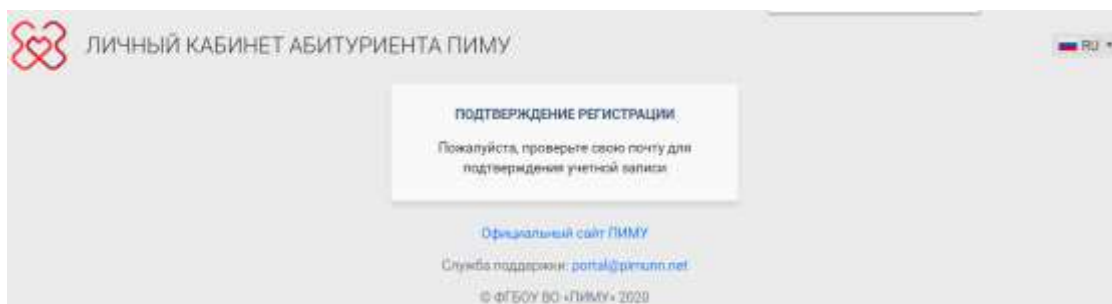 ЛИЧНЫЙ КАБИНЕТ АБИТУРИЕНТА ПИМУ
RU
ПОДТВЕРЖДЕНИЕ РЕГИСТРАЦИИ
Пожалуйста, проверьте свою почту для
подтверждения учетной записи
Официальный сайт ПИМУ
Служба поддержки: portal@pimunn.net
© ФГБОУ ВО «ПИМУ» 2020